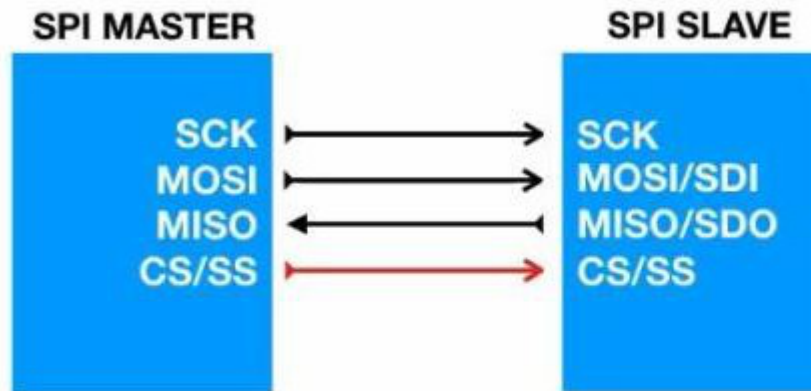 SPI MASTER
SPI SLAVE
SCK
MOSI
MISO
CS/SS
SCK
MOSI/SDI
MISO/SDO
CS/SS